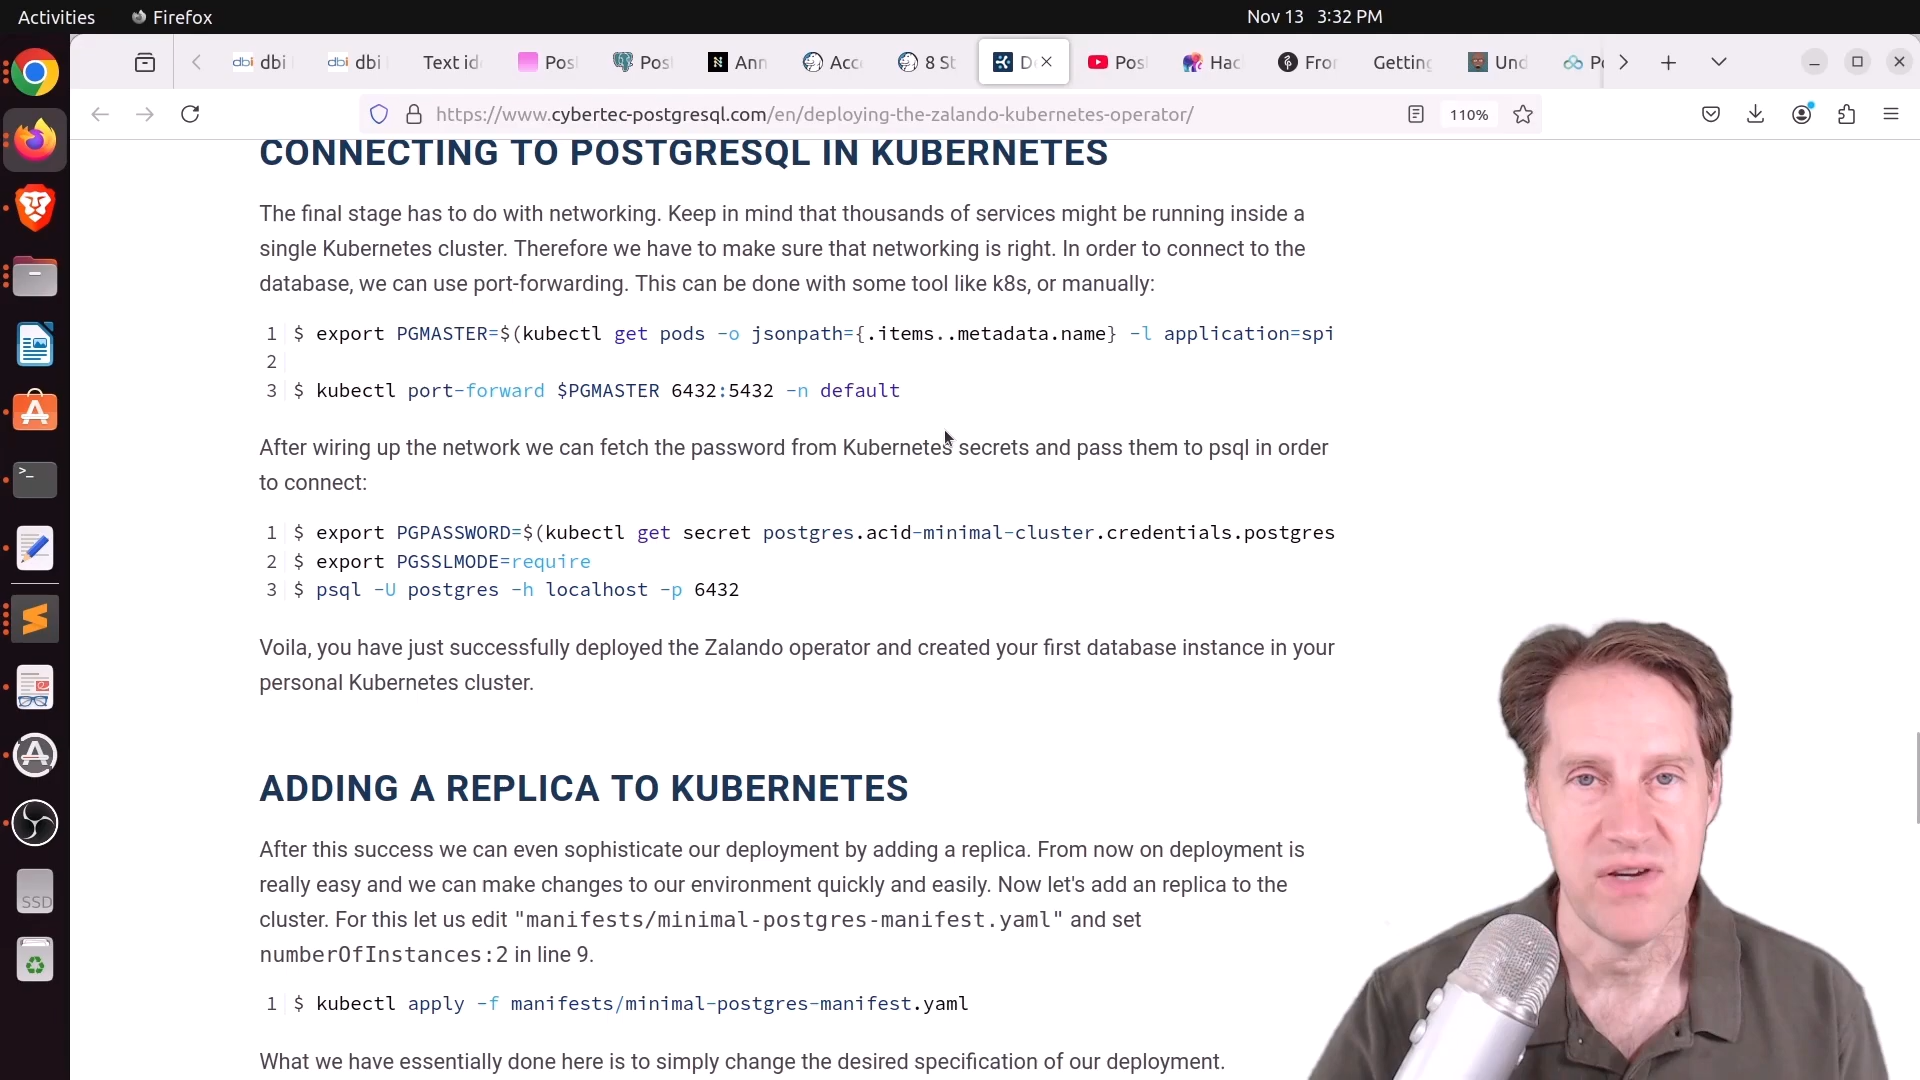 Activities Firefox Nov 13 3:32 PM
dbi dbi Text id Pos Pos Ann Acc 8 St D Pos Hac Fro Getting Und Po
https://www.cybertec-postgresql.com/en/deploying-the-zalando-kubernetes-operator/ 110%
CONNECTING TO POSTGRESQL IN KUBERNETES
The final stage has to do with networking. Keep in mind that thousands of services might be running inside a
single Kubernetes cluster. Therefore we have to make sure that networking is right. In order to connect to the
database, we can use port-forwarding. This can be done with some tool like k8s, or manually:
1 $ export PGMASTER=$(kubectl get pods -o jsonpath={.items..metadata.name} -l application=spi
2
3 $ kubectl port-forward $PGMASTER 6432:5432 -n default
After wiring up the network we can fetch the password from Kubernetes secrets and pass them to psql in order
to connect:
1 $ export PGPASSWORD=$(kubectl get secret postgres.acid-minimal-cluster.credentials.postgres
2 $ export PGSSLMODE=require
3 $ psql -U postgres -h localhost -p 6432
Voila, you have just successfully deployed the Zalando operator and created your first database instance in your
personal Kubernetes cluster.
ADDING A REPLICA TO KUBERNETES
After this success we can even sophisticate our deployment by adding a replica. From now on deployment is
really easy and we can make changes to our environment quickly and easily. Now let's add an replica to the
cluster. For this let us edit "manifests/minimal-postgres-manifest.yaml" and set
numberOfInstances:2 in line 9.
1 $ kubectl apply -f manifests/minimal-postgres-manifest.yaml
What we have essentially done here is to simply change the desired specification of our deployment.
SSD